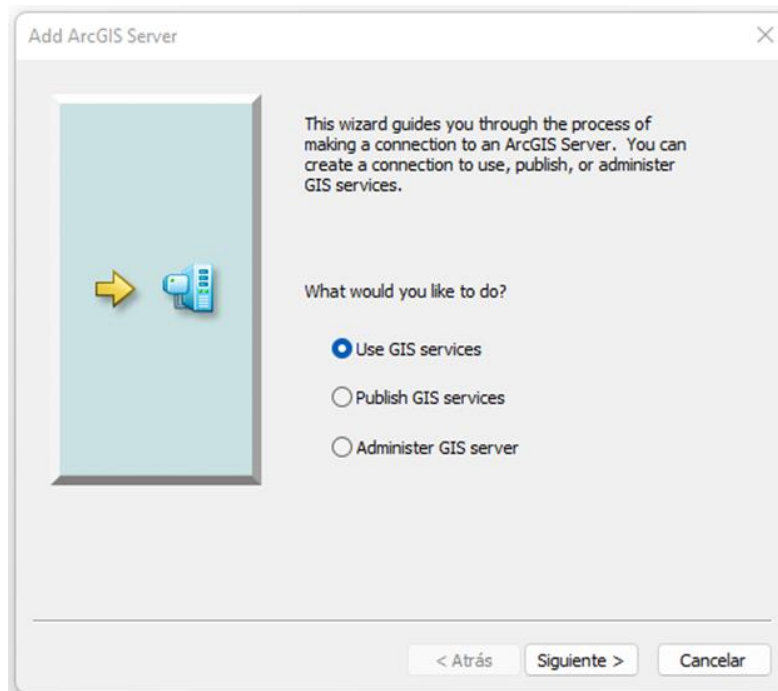 Add ArcGIS Server
This wizard guides you through the process of
making a connection to an ArcGIS Server. You can
create a connection to use, publish, or administer
GIS services.
What would you like to do?
Use GIS services
Publish GIS services
Administer GIS server
< Atrás Siguiente > Cancelar